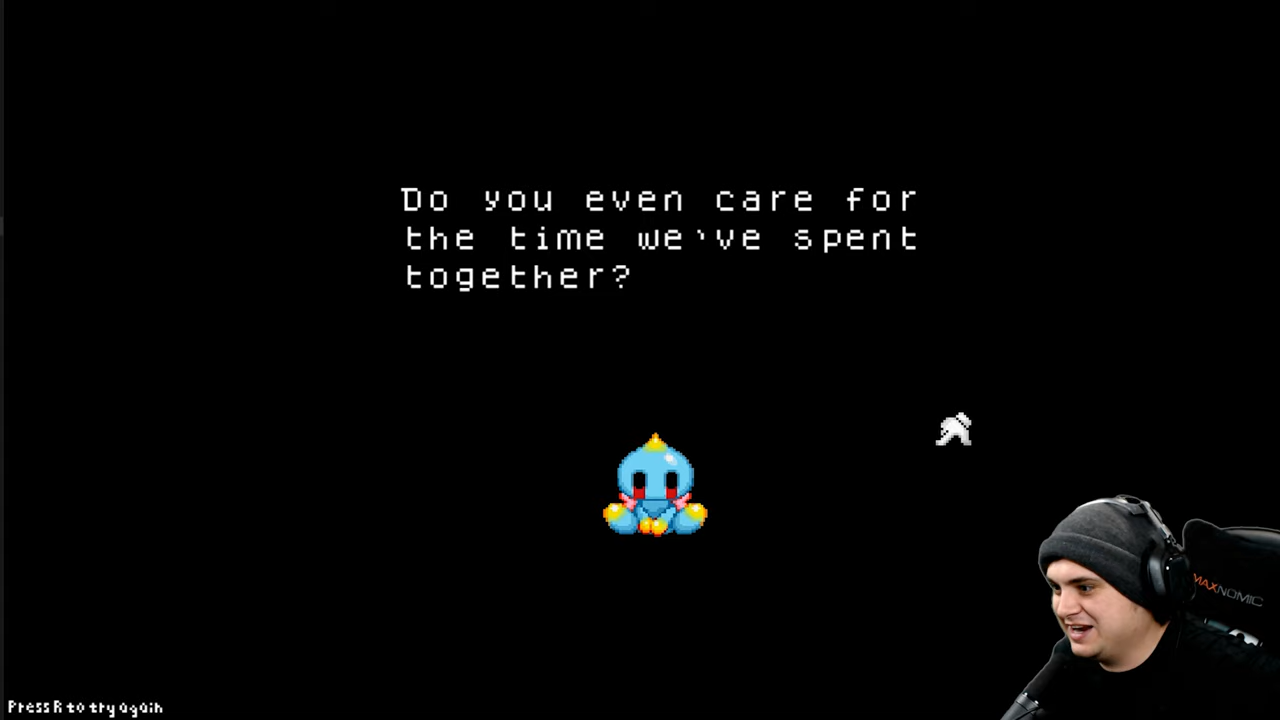 Do you even care for
the time we've spent
together?
MAXNOMIC
Press R to try again